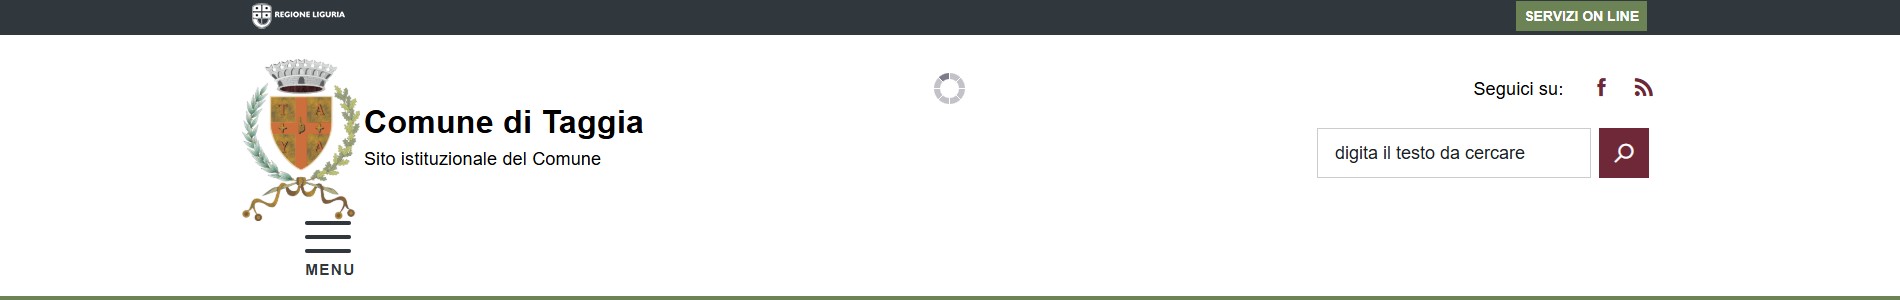 REGIONE LIGURIA
SERVIZI ON LINE
Seguici su:
Comune di Taggia
Sito istituzionale del Comune
digita il testo da cercare
MENU